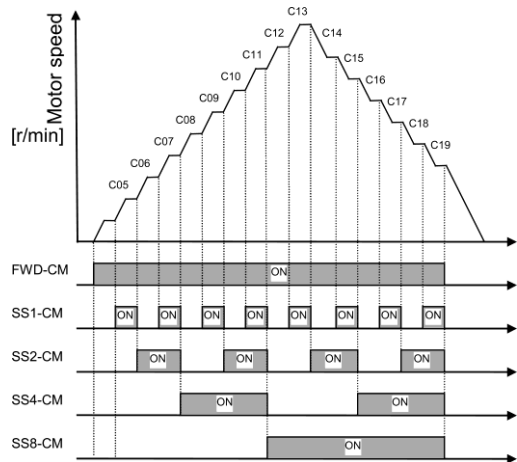 Motor speed
[r/min]
C05
C06
C07
C08
C09
C10
C11
C12
C13
C14
C15
C16
C17
C18
C19
FWD-CM
ON
SS1-CM
ON ON ON ON ON ON ON ON
SS2-CM
ON ON ON ON
SS4-CM
ON ON
SS8-CM
ON